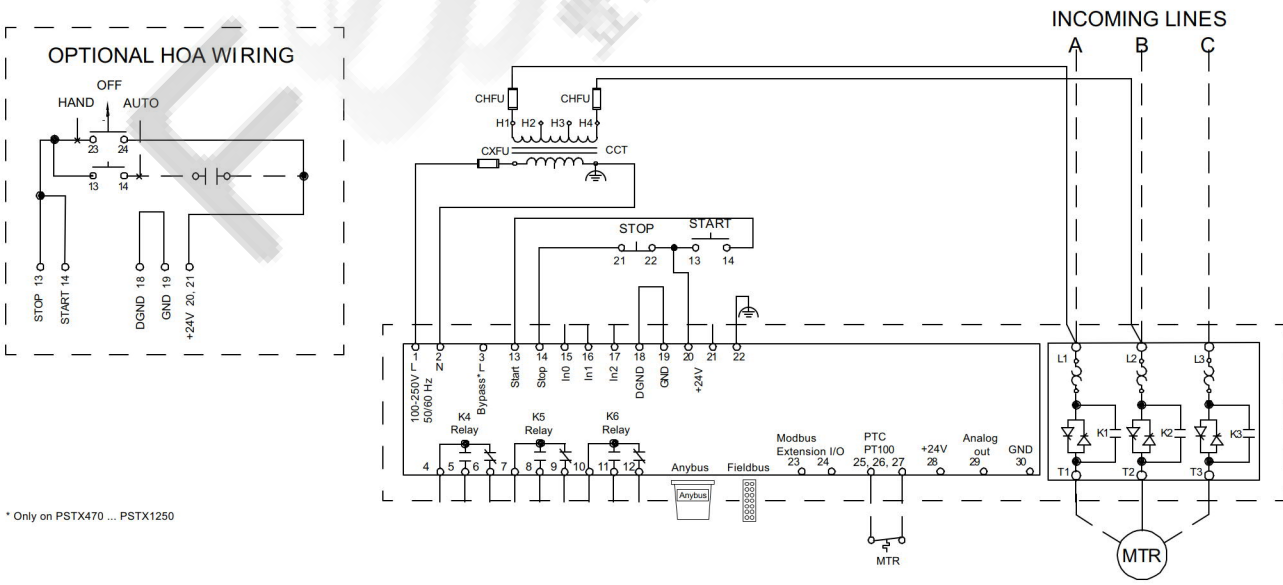 INCOMING LINES
A B C
OPTIONAL HOA WIRING
OFF
HAND AUTO
23 24
13 14
STOP 13
START 14
DGND 18
GND 19
+24V 20, 21
CHFU CHFU
H1 H2 H3 H4
CXFU CCT
STOP START
21 22 13 14
1 2 3 13 14 15 16 17 18 19 20 21 22
L N
100-250V
50/60 Hz
Bypass* L
Start
Stop
In0
In1
In2
DGND
GND
+24V
K4
Relay
K5
Relay
K6
Relay
4 5 6 7 8 9 10 11 12
Anybus Fieldbus
Anybus
Modbus
Extension I/O
23 24
PTC
PT100
25, 26, 27
+24V
28
Analog
out
29
GND
30
MTR
L1 L2 L3
K1 K2 K3
T1 T2 T3
MTR
* Only on PSTX470 ... PSTX1250